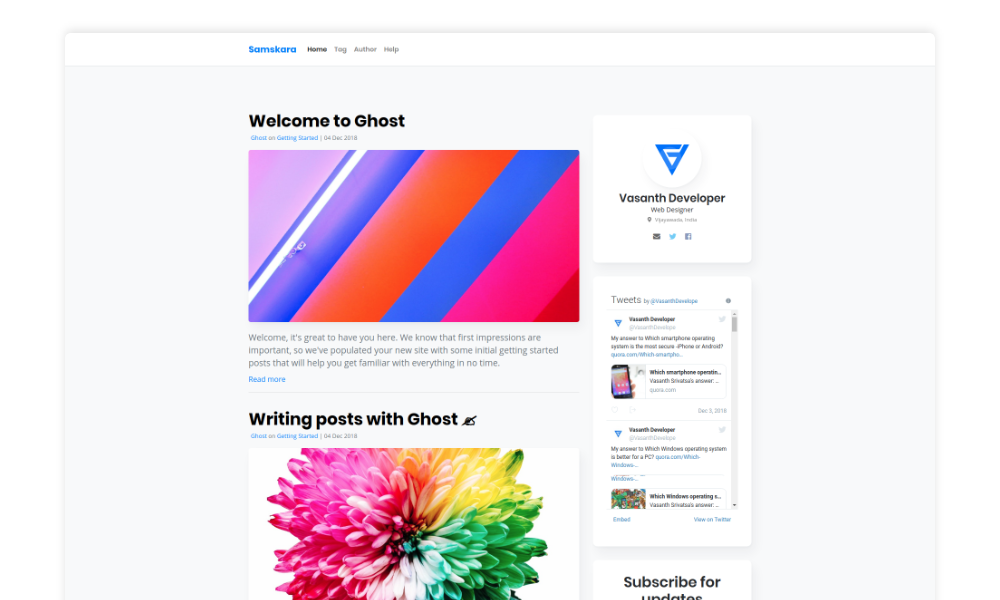 Samskara Home Tag Author Help
Welcome to Ghost
Ghost on Getting Started | 04 Dec 2018
Welcome, it's great to have you here. We know that first impressions are
important, so we've populated your new site with some initial getting started
posts that will help you get familiar with everything in no time.
Read more
Writing posts with Ghost ✍️
Ghost on Getting Started | 04 Dec 2018
Vasanth Developer
Web Designer
Vijayawada, India
Tweets by @VasanthDevelope
Vasanth Developer
@VasanthDevelope
My answer to Which smartphone operating
system is the most secure -iPhone or Android?
quora.com/Which-smartpho...
Which smartphone operatin...
Vasanth Srivatsa's answer: ...
quora.com
Dec 3, 2018
Vasanth Developer
@VasanthDevelope
My answer to Which Windows operating system
is better for a PC? quora.com/Which-
Windows-...
Windows-..
Which Windows operating s...
Vasanth Srivatsa's answer: ...
Embed View on Twitter
Subscribe for
updates